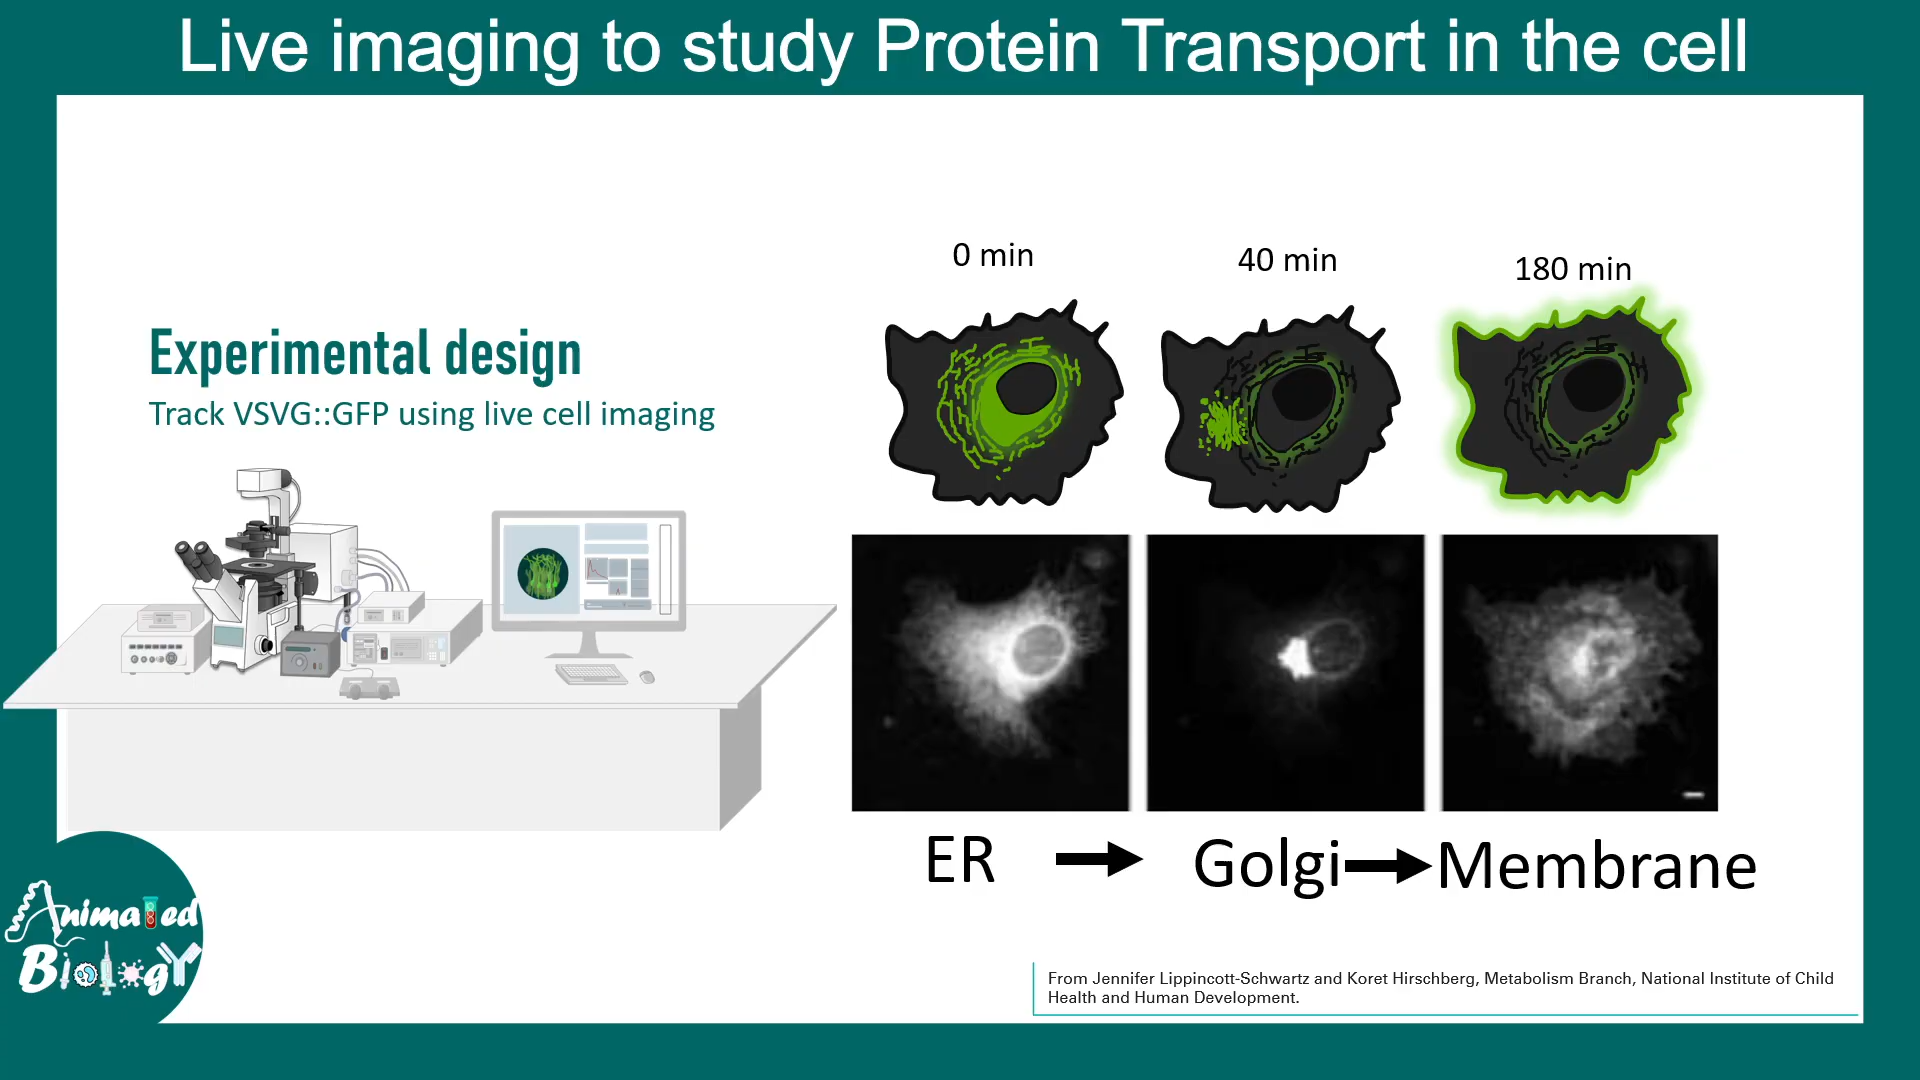 Live imaging to study Protein Transport in the cell
Experimental design
Track VSVG::GFP using live cell imaging
0 min
40 min
180 min
ER
Golgi
Membrane
From Jennifer Lippincott-Schwartz and Koret Hirschberg, Metabolism Branch, National Institute of Child
Health and Human Development.
Animated
Biology